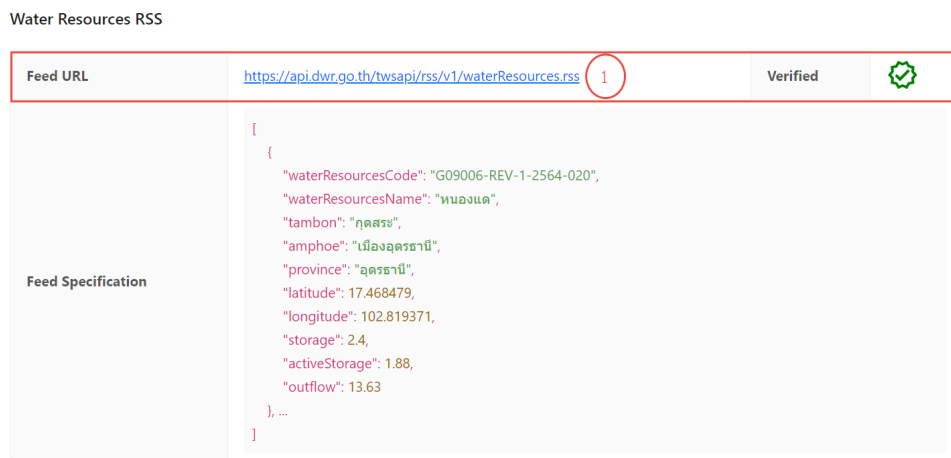 Water Resources RSS
Feed URL https://api.dwr.go.th/twsapi/rss/v1/waterResources.rss 1 Verified
[
{
"waterResourcesCode": "G09006-REV-1-2564-020",
"waterResourcesName": "หนองแด",
"tambon": "กุดสระ",
"amphoe": "เมืองอุดรธานี",
"province": "อุดรธานี",
Feed Specification
"latitude": 17.468479,
"longitude": 102.819371,
"storage": 2.4,
"activeStorage": 1.88,
"outflow": 13.63
}, ...
]